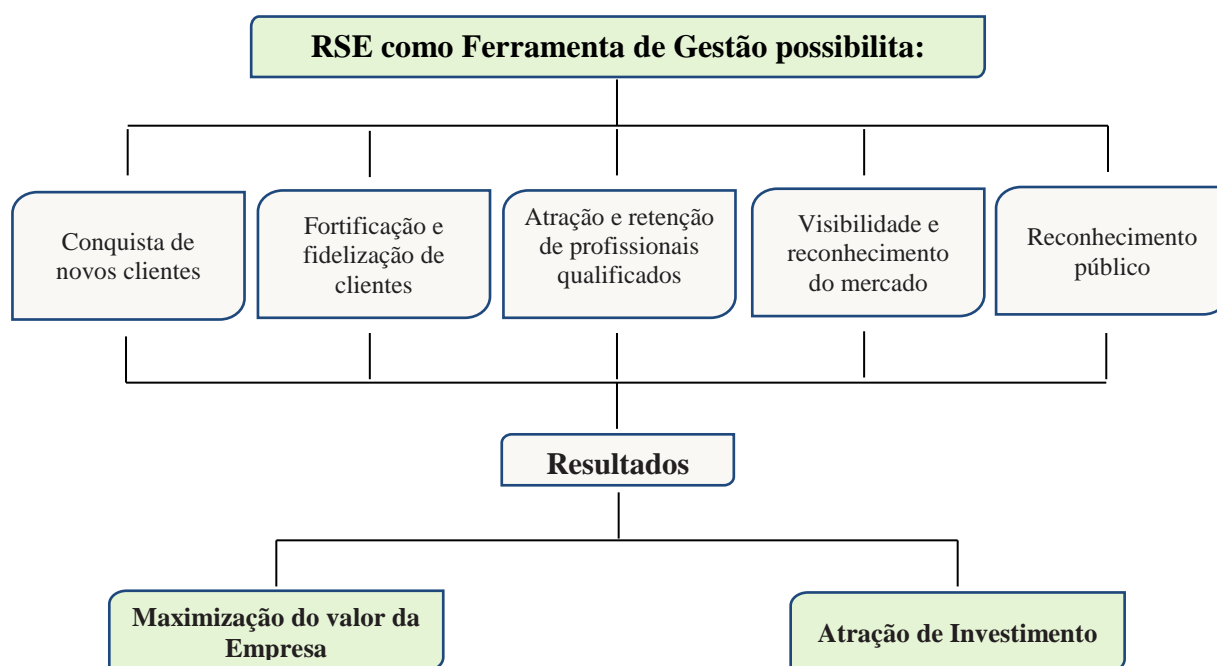 RSE como Ferramenta de Gestão possibilita:
Conquista de
novos clientes
Fortificação e
fidelização de
clientes
Atração e retenção
de profissionais
qualificados
Visibilidade e
reconhecimento
do mercado
Reconhecimento
público
Resultados
Maximização do valor da
Empresa
Atração de Investimento